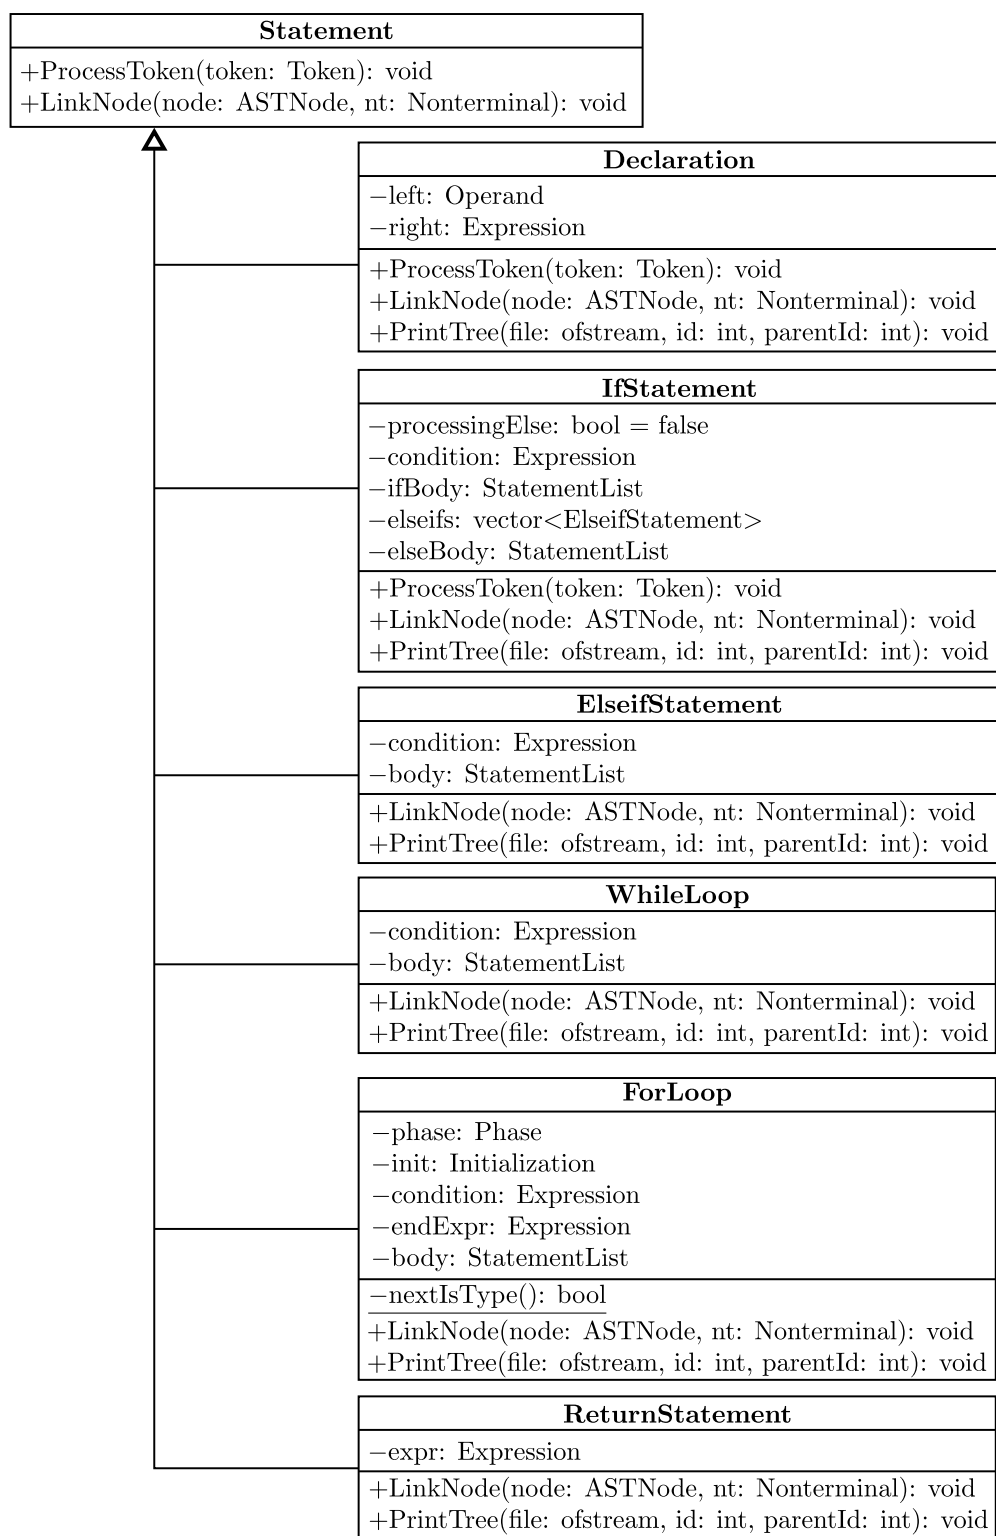 Statement
+ProcessToken(token: Token): void
+LinkNode(node: ASTNode, nt: Nonterminal): void
Declaration
−left: Operand
−right: Expression
+ProcessToken(token: Token): void
+LinkNode(node: ASTNode, nt: Nonterminal): void
+PrintTree(file: ofstream, id: int, parentId: int): void
IfStatement
−processingElse: bool = false
−condition: Expression
−ifBody: StatementList
−elseifs: vector<ElseifStatement>
−elseBody: StatementList
+ProcessToken(token: Token): void
+LinkNode(node: ASTNode, nt: Nonterminal): void
+PrintTree(file: ofstream, id: int, parentId: int): void
ElseifStatement
−condition: Expression
−body: StatementList
+LinkNode(node: ASTNode, nt: Nonterminal): void
+PrintTree(file: ofstream, id: int, parentId: int): void
WhileLoop
−condition: Expression
−body: StatementList
+LinkNode(node: ASTNode, nt: Nonterminal): void
+PrintTree(file: ofstream, id: int, parentId: int): void
ForLoop
−phase: Phase
−init: Initialization
−condition: Expression
−endExpr: Expression
−body: StatementList
−nextIsType(): bool
+LinkNode(node: ASTNode, nt: Nonterminal): void
+PrintTree(file: ofstream, id: int, parentId: int): void
ReturnStatement
−expr: Expression
+LinkNode(node: ASTNode, nt: Nonterminal): void
+PrintTree(file: ofstream, id: int, parentId: int): void